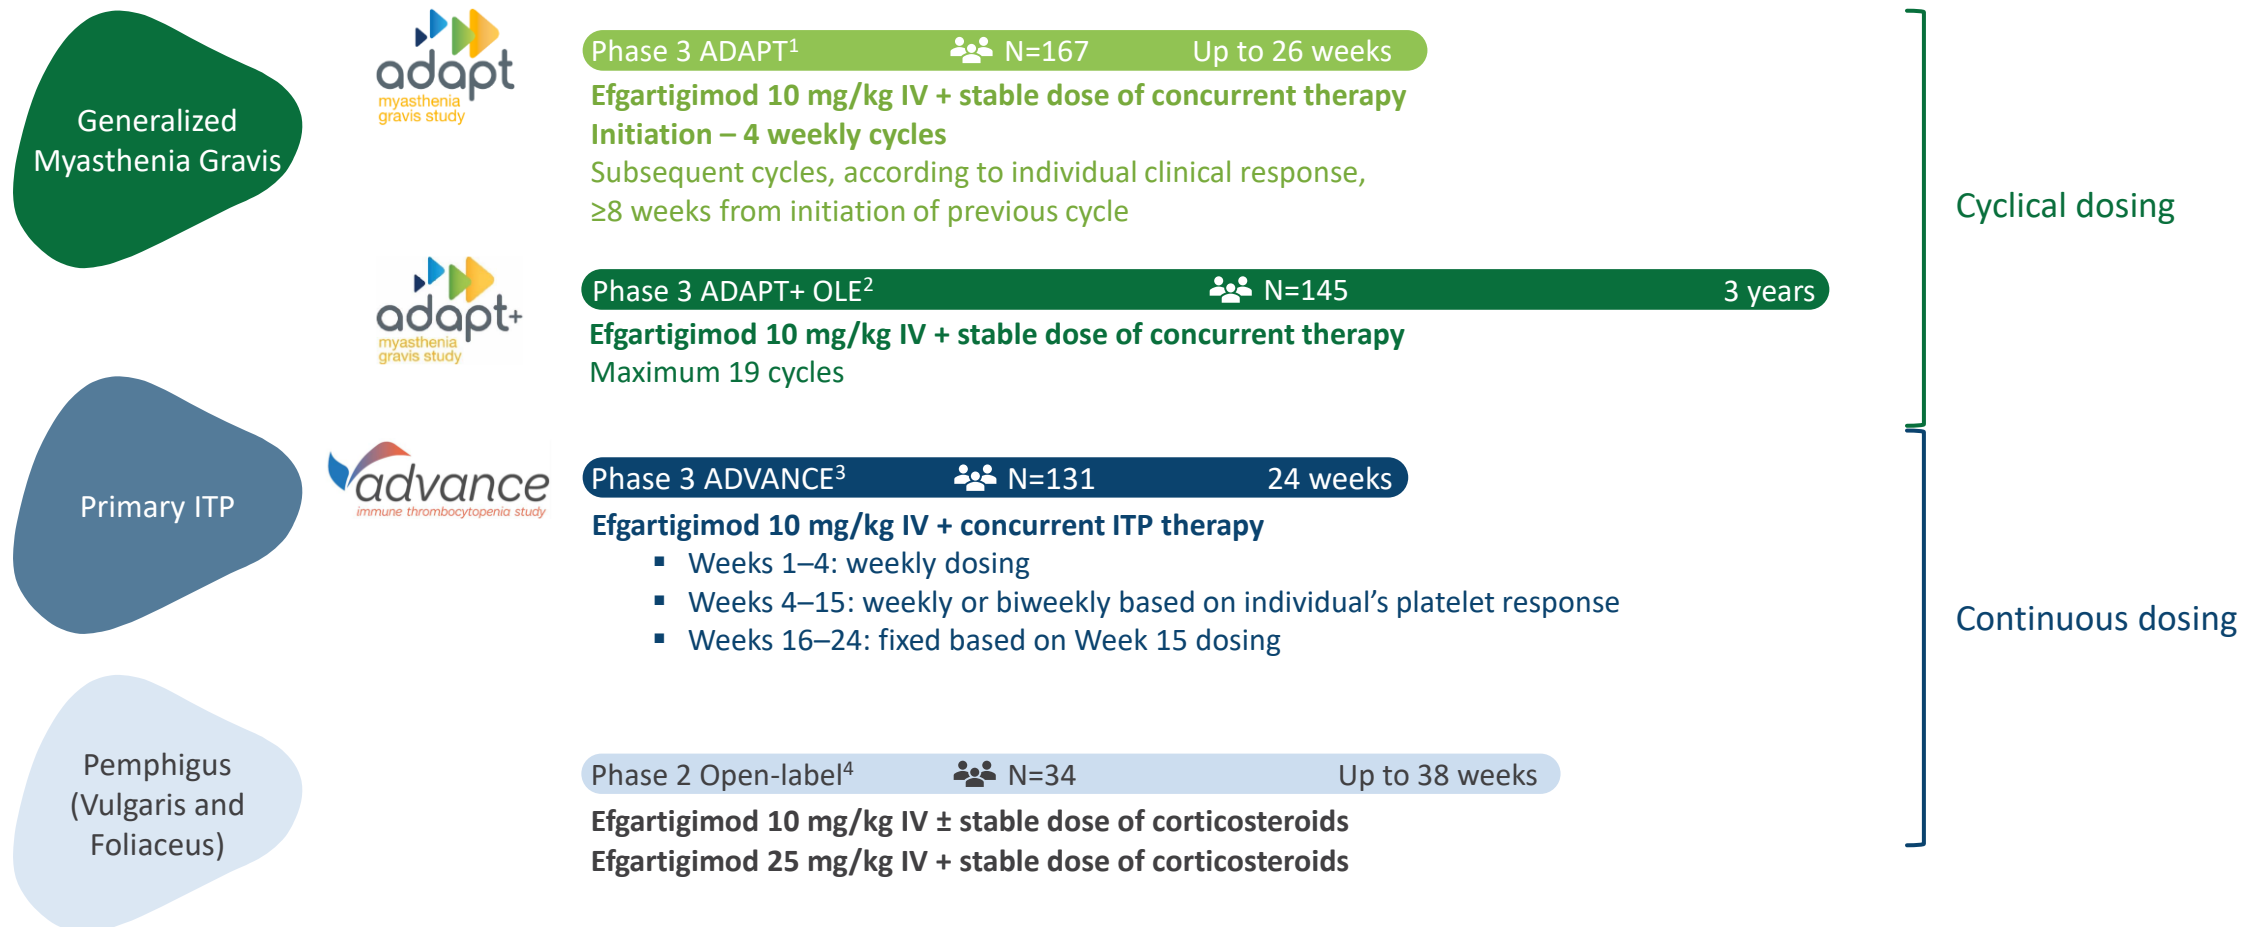 Generalized
Myasthenia Gravis
adapt
myasthenia
gravis study
Phase 3 ADAPT¹ N=167 Up to 26 weeks
Efgartigimod 10 mg/kg IV + stable dose of concurrent therapy
Initiation – 4 weekly cycles
Subsequent cycles, according to individual clinical response,
≥8 weeks from initiation of previous cycle
Cyclical dosing
adapt+
myasthenia
gravis study
Phase 3 ADAPT+ OLE² N=145 3 years
Efgartigimod 10 mg/kg IV + stable dose of concurrent therapy
Maximum 19 cycles
Primary ITP
advance
immune thrombocytopenia study
Phase 3 ADVANCE³ N=131 24 weeks
Efgartigimod 10 mg/kg IV + concurrent ITP therapy
▪ Weeks 1–4: weekly dosing
▪ Weeks 4–15: weekly or biweekly based on individual’s platelet response
▪ Weeks 16–24: fixed based on Week 15 dosing
Continuous dosing
Pemphigus
(Vulgaris and
Foliaceus)
Phase 2 Open-label⁴ N=34 Up to 38 weeks
Efgartigimod 10 mg/kg IV ± stable dose of corticosteroids
Efgartigimod 25 mg/kg IV + stable dose of corticosteroids